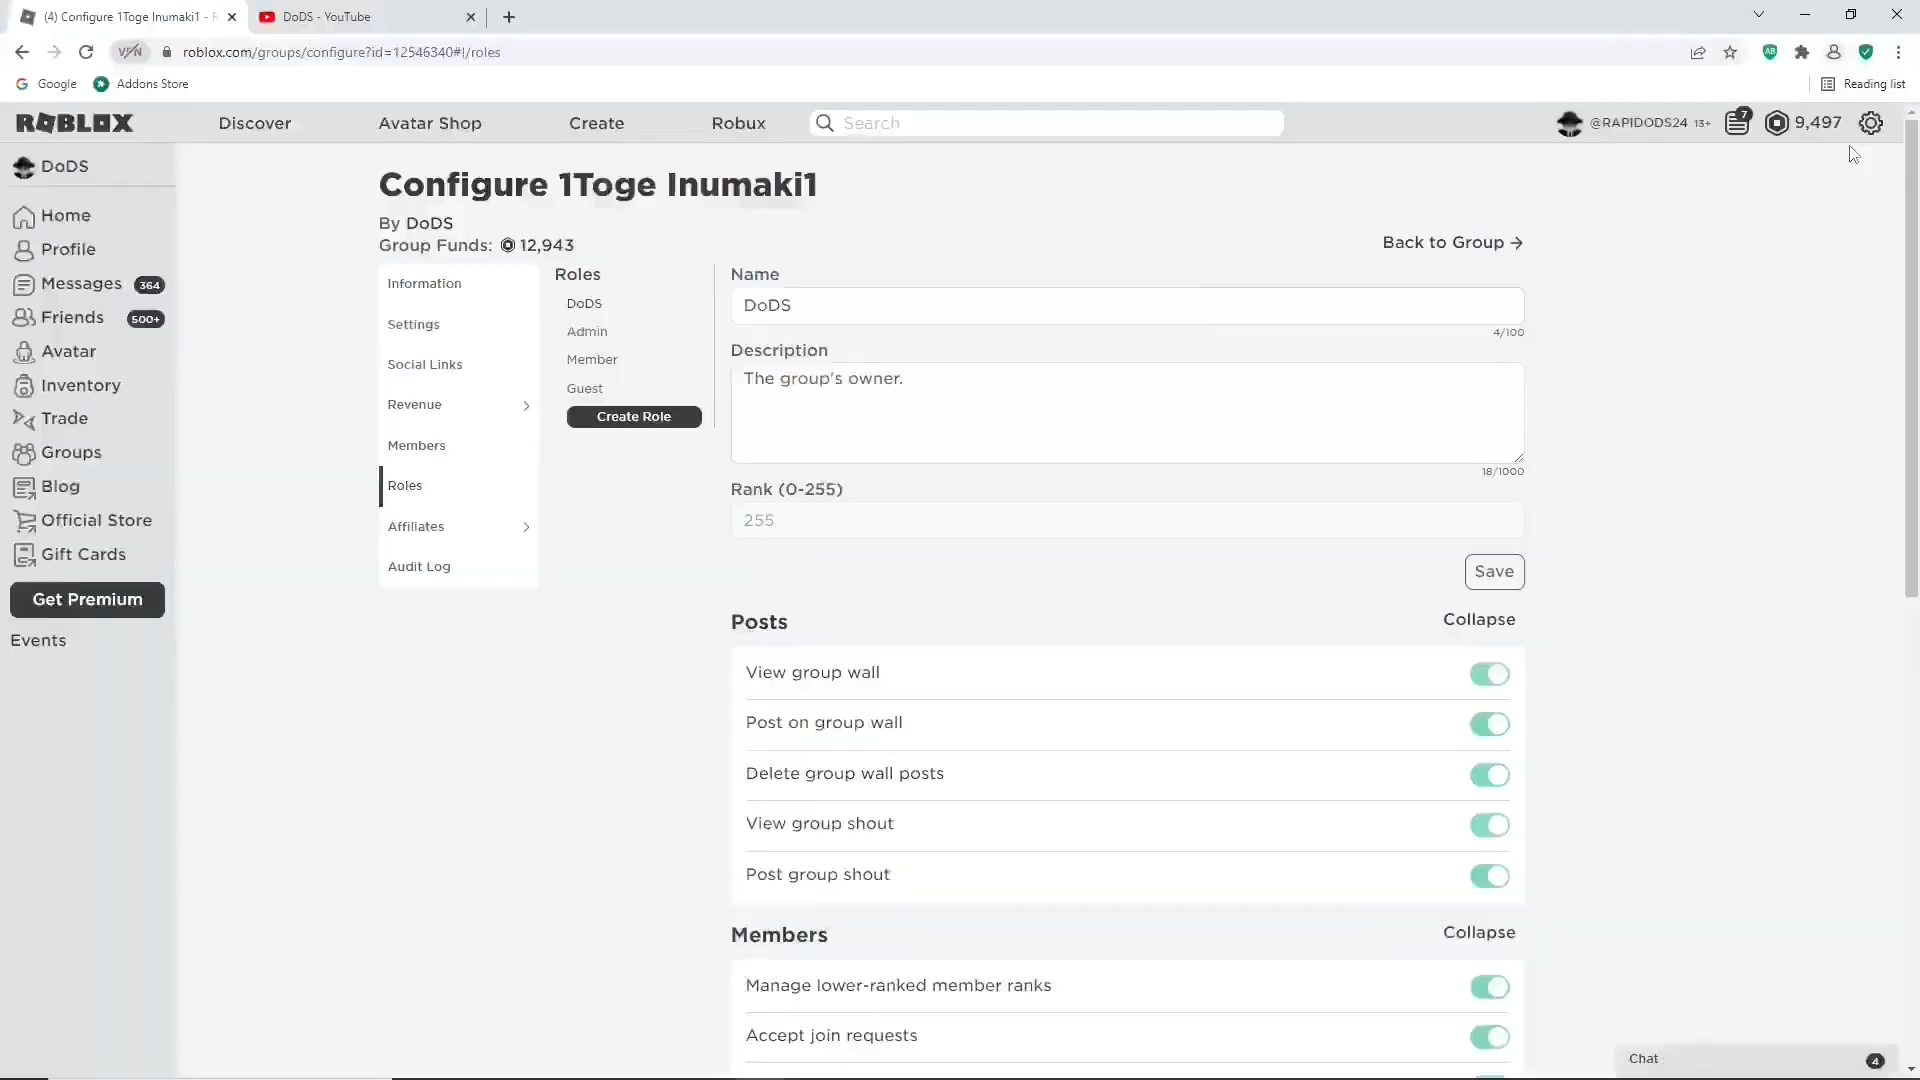 (4) Configure 1Toge Inumaki1 -
DoDS - YouTube
VPN
roblox.com/groups/configure?id=12546340#!/roles
Google
Addons Store
Reading list
ROBLOX
Discover
Avatar Shop
Create
Robux
Search
@RAPIDODS24 13+
7
9,497
DoDS
Home
Profile
Messages 364
Friends 500+
Avatar
Inventory
Trade
Groups
Blog
Official Store
Gift Cards
Get Premium
Events
Configure 1Toge Inumaki1
By DoDS
Group Funds: 12,943
Back to Group →
Information
Settings
Social Links
Revenue
Members
Roles
Affiliates
Audit Log
Roles
DoDS
Admin
Member
Guest
Create Role
Name
DoDS
4/100
Description
The group's owner.
18/1000
Rank (0-255)
255
Save
Posts
Collapse
View group wall
Post on group wall
Delete group wall posts
View group shout
Post group shout
Members
Collapse
Manage lower-ranked member ranks
Accept join requests
Chat
4